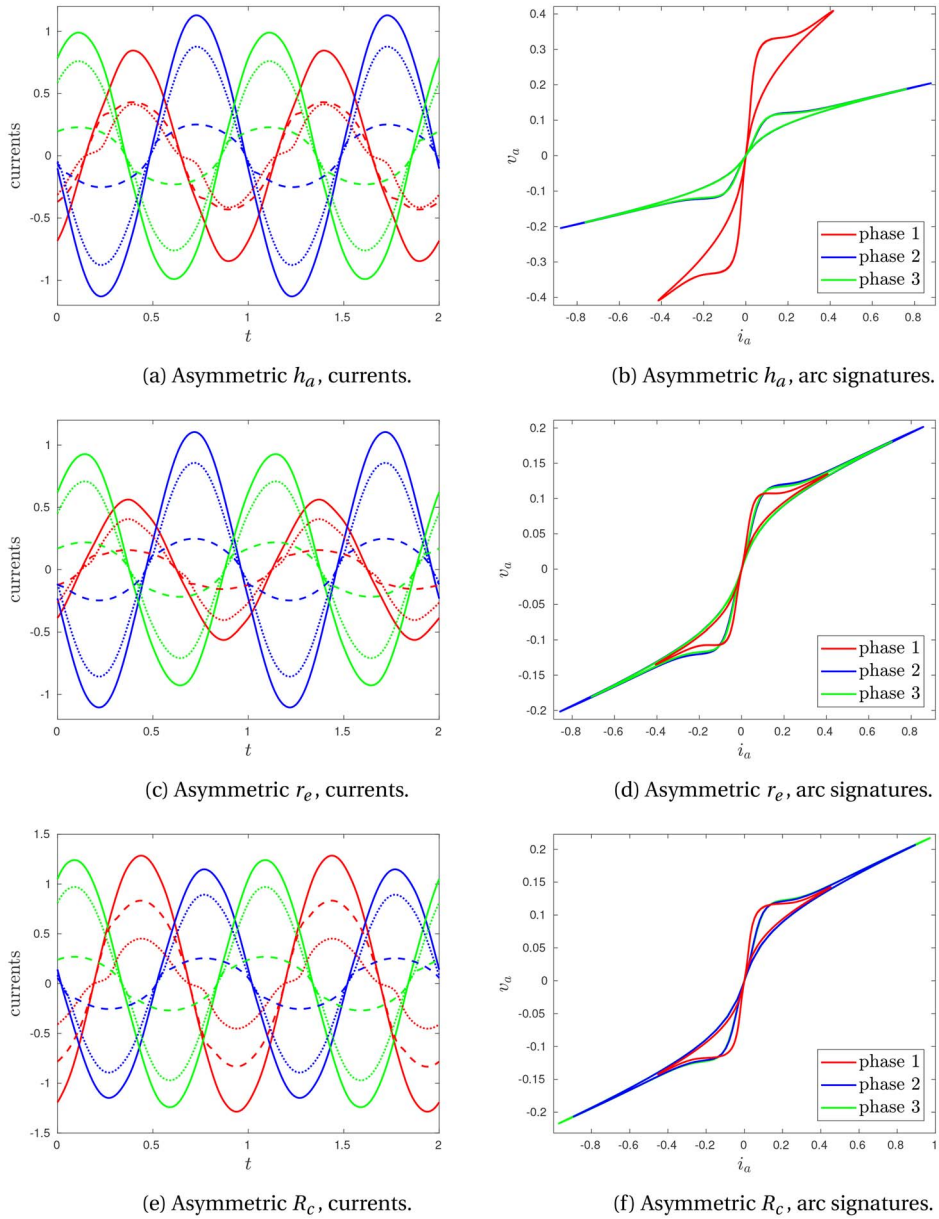 1
0.5
0
-0.5
-1
currents
0 0.5 1 1.5 2
t
(a) Asymmetric h_a, currents.
0.4
0.3
0.2
0.1
0
-0.1
-0.2
-0.3
-0.4
v_a
phase 1
phase 2
phase 3
-0.8 -0.6 -0.4 -0.2 0 0.2 0.4 0.6 0.8
i_a
(b) Asymmetric h_a, arc signatures.
1
0.5
0
-0.5
-1
currents
0 0.5 1 1.5 2
t
(c) Asymmetric r_e, currents.
0.2
0.15
0.1
0.05
0
-0.05
-0.1
-0.15
-0.2
v_a
phase 1
phase 2
phase 3
-0.8 -0.6 -0.4 -0.2 0 0.2 0.4 0.6 0.8
i_a
(d) Asymmetric r_e, arc signatures.
1.5
1
0.5
0
-0.5
-1
-1.5
currents
0 0.5 1 1.5 2
t
(e) Asymmetric R_c, currents.
0.2
0.15
0.1
0.05
0
-0.05
-0.1
-0.15
-0.2
v_a
phase 1
phase 2
phase 3
-0.8 -0.6 -0.4 -0.2 0 0.2 0.4 0.6 0.8 1
i_a
(f) Asymmetric R_c, arc signatures.